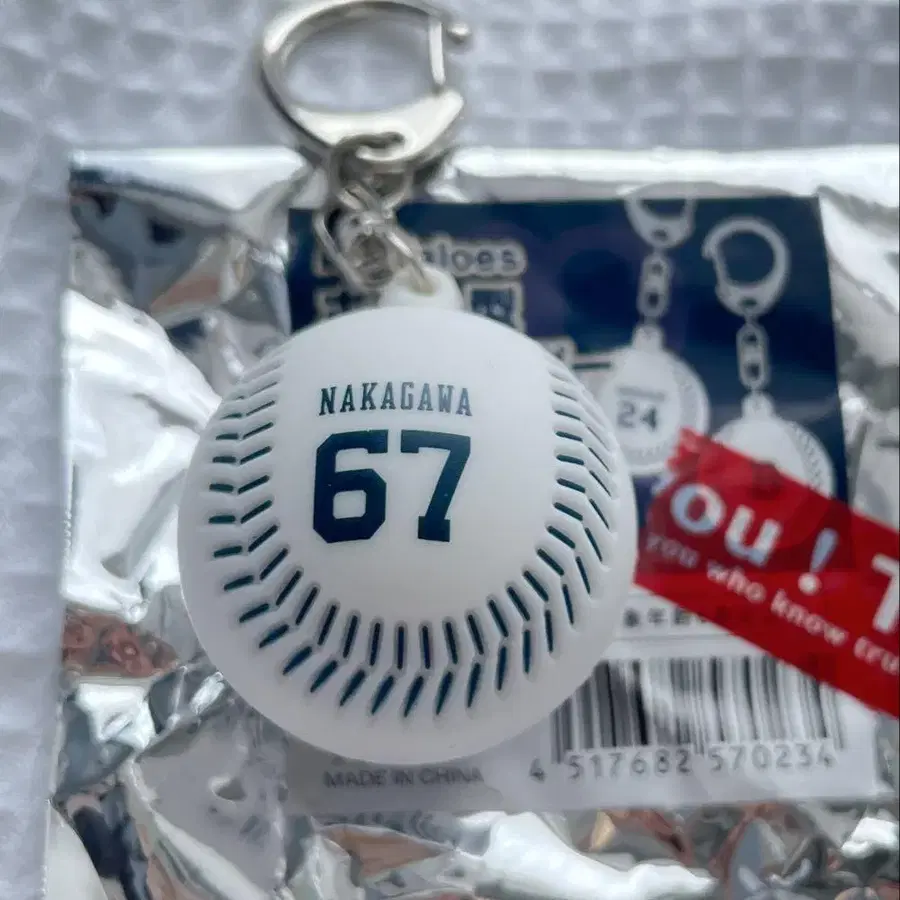 NAKAGAWA
67
24
ou! T
you who know tru
MADE IN CHINA
4 517682 570234